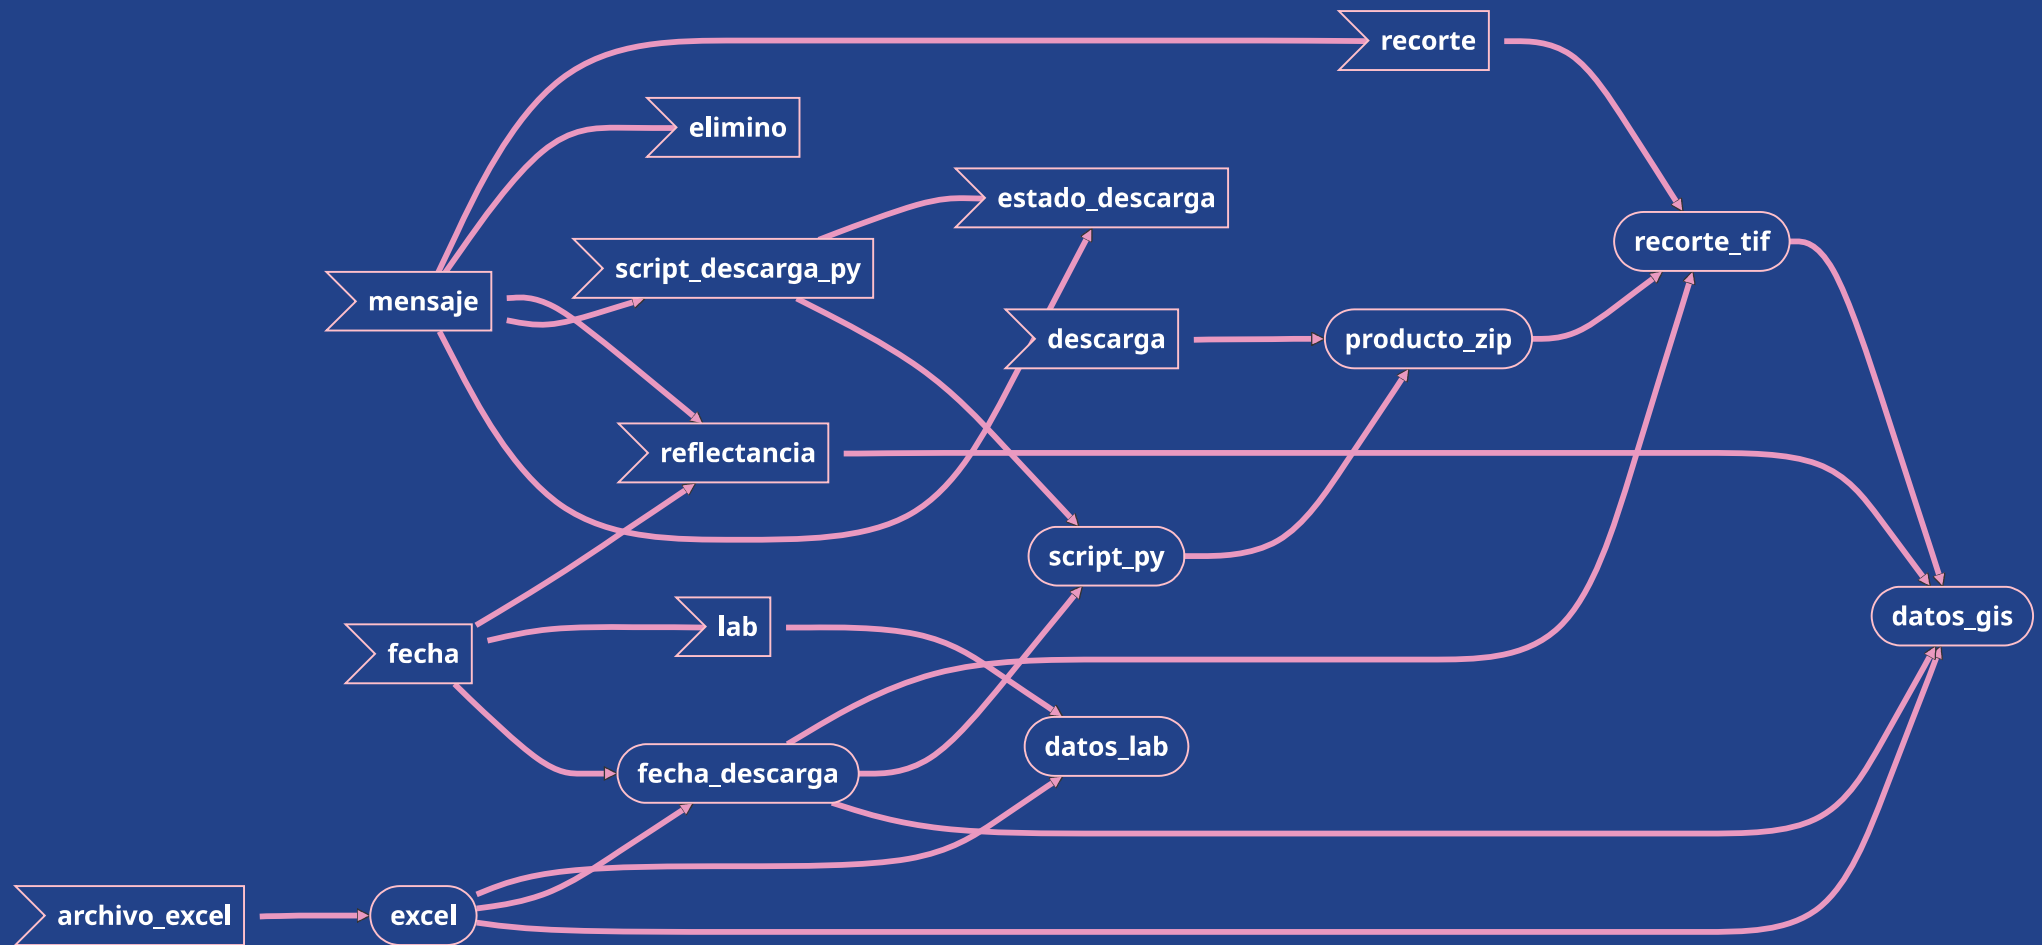 recorte
elimino
estado_descarga
recorte_tif
script_descarga_py
mensaje
descarga
producto_zip
reflectancia
script_py
datos_gis
lab
fecha
datos_lab
fecha_descarga
archivo_excel
excel